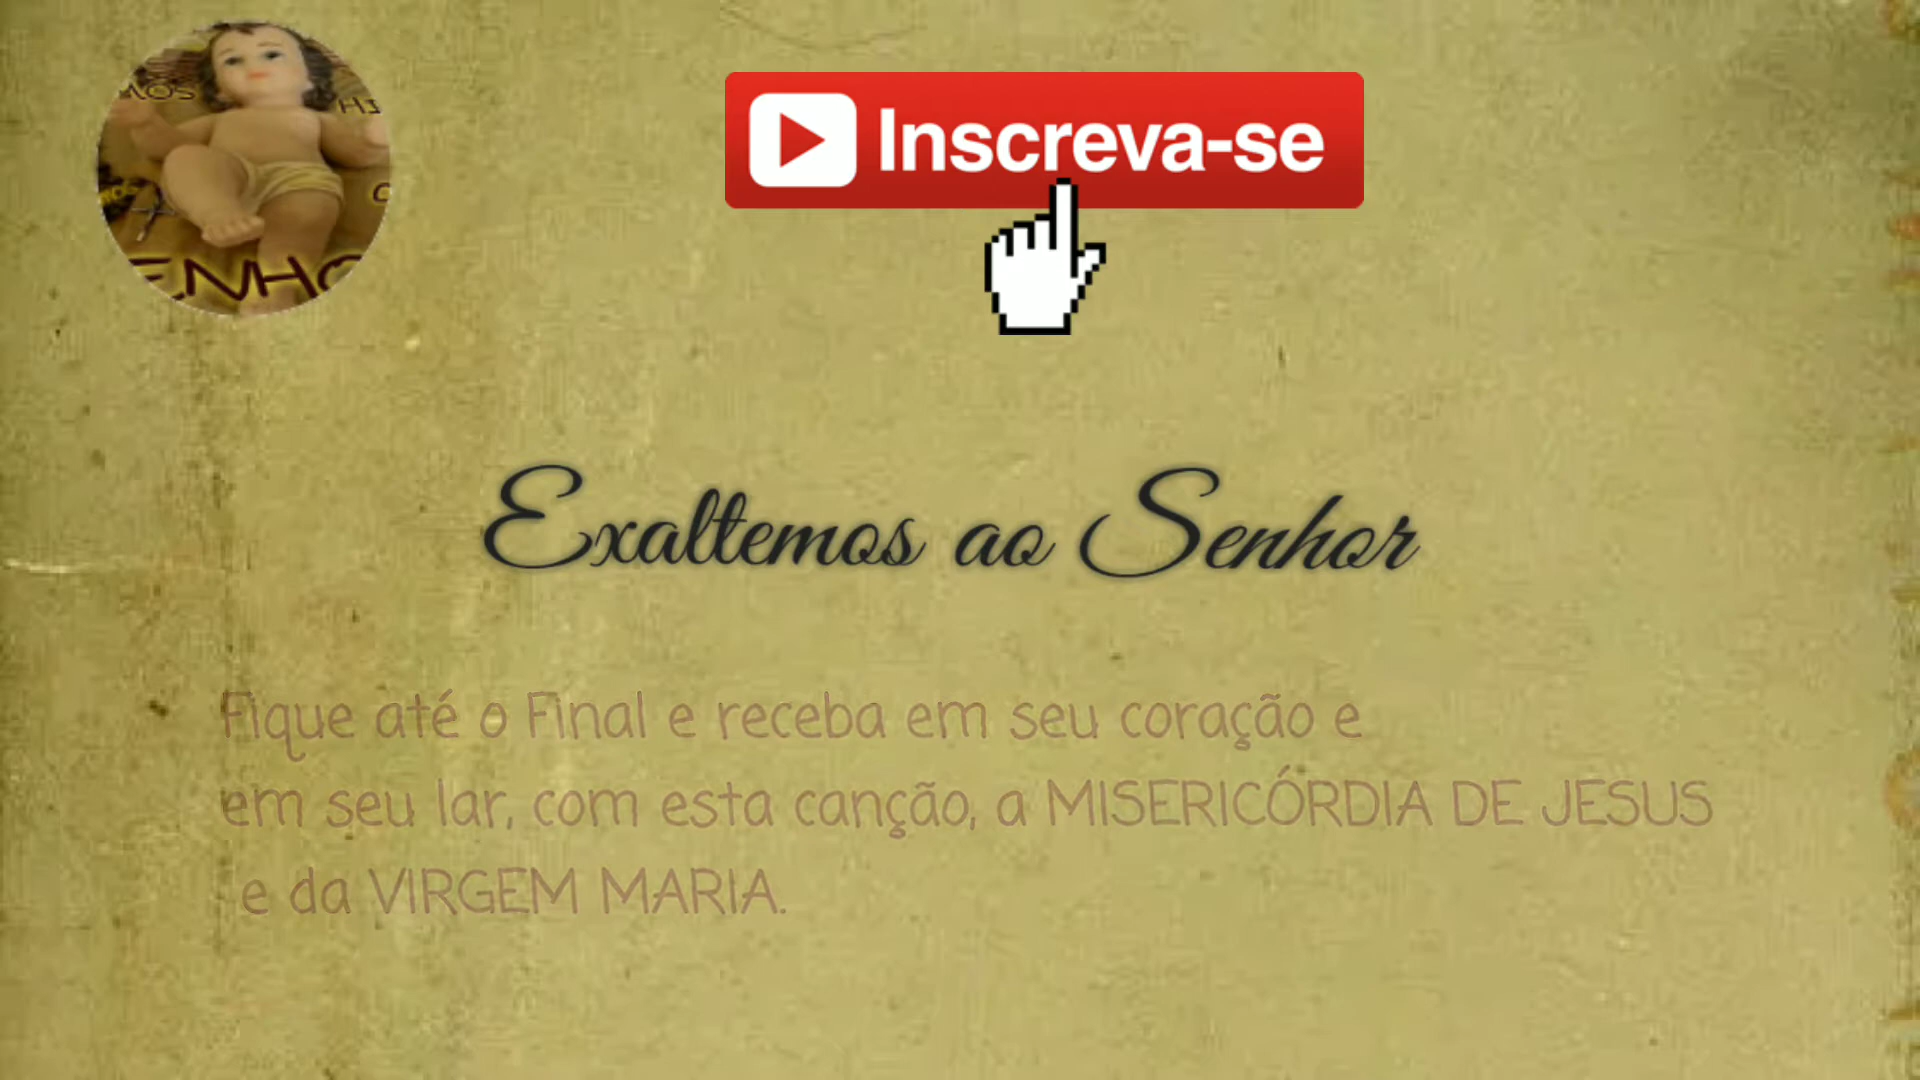 Inscreva-se
ENHO
Exaltemos ao Senhor
Fique até o Final e receba em seu coração e
em seu lar, com esta canção, a MISERICÓRDIA DE JESUS
e da VIRGEM MARIA.